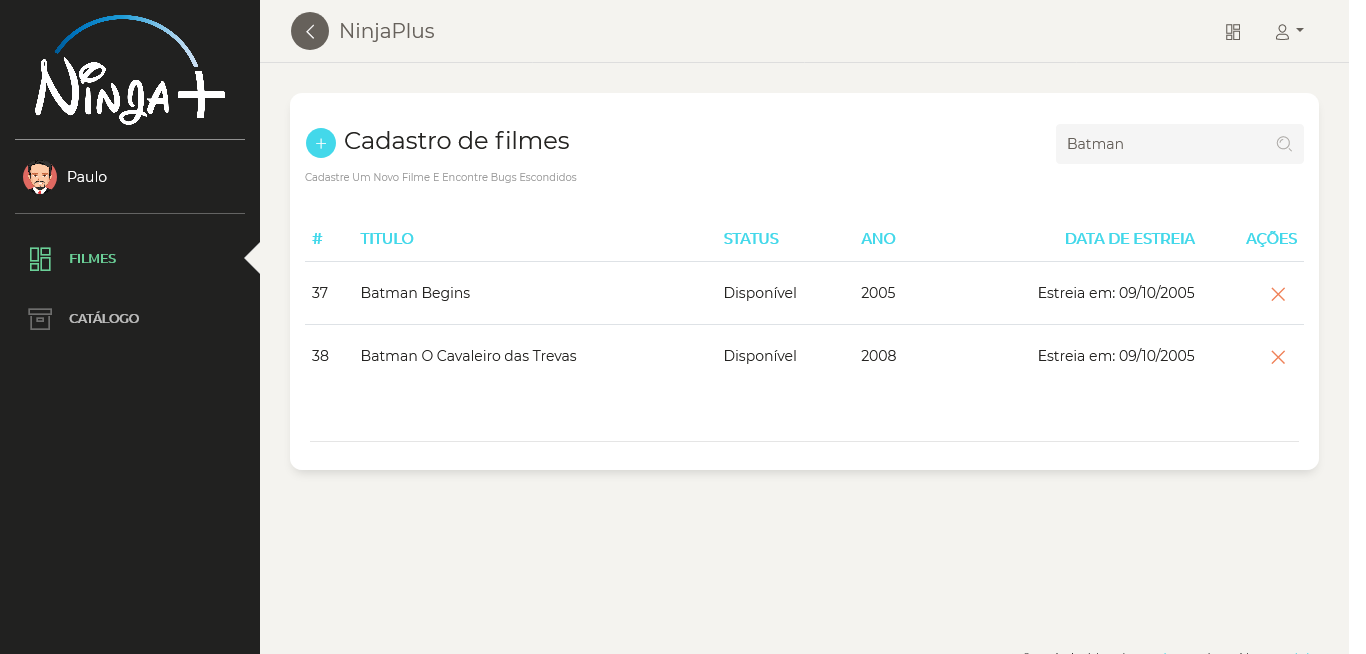 Ninja+
NinjaPlus
Paulo
FILMES
CATÁLOGO
Cadastro de filmes
Batman
Cadastre Um Novo Filme E Encontre Bugs Escondidos
# TITULO STATUS ANO DATA DE ESTREIA AÇÕES
37 Batman Begins Disponível 2005 Estreia em: 09/10/2005
38 Batman O Cavaleiro das Trevas Disponível 2008 Estreia em: 09/10/2005